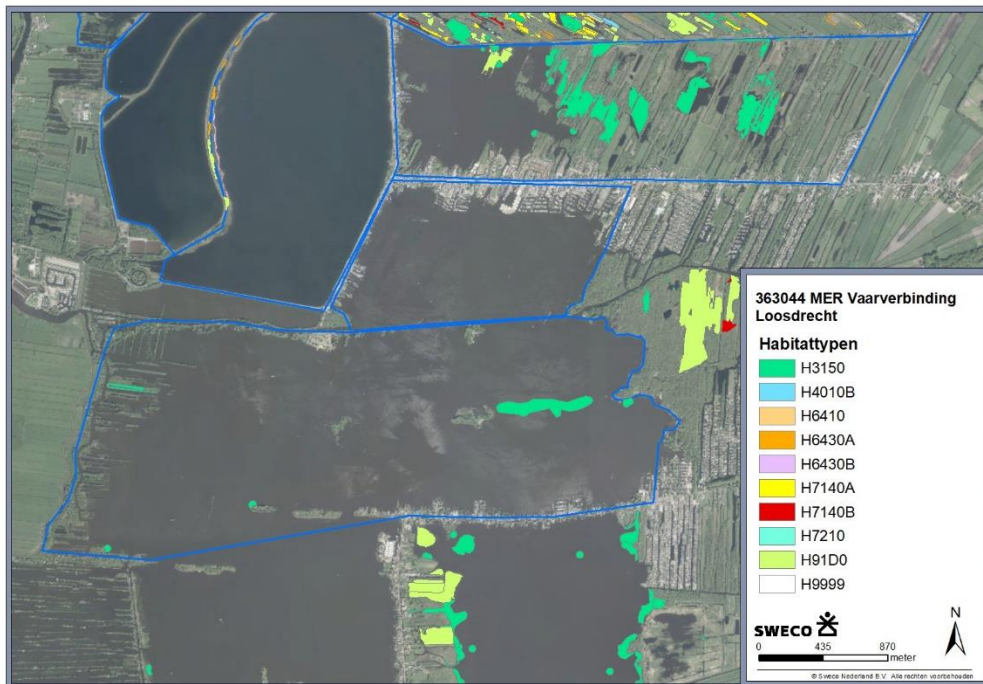 363044 MER Vaarverbinding
Loosdrecht
Habitattypen
H3150
H4010B
H6410
H6430A
H6430B
H7140A
H7140B
H7210
H91D0
H9999
SWECO
N
0 435 870
meter
© Sweco Nederland B.V. Alle rechten voorbehouden